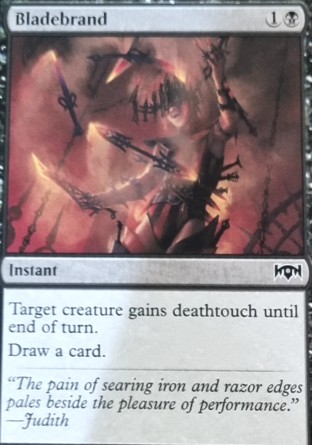 Bladebrand 1
Instant
Target creature gains deathtouch until
end of turn.
Draw a card.
“The pain of searing iron and razor edges
pales beside the pleasure of performance.”
—Judith